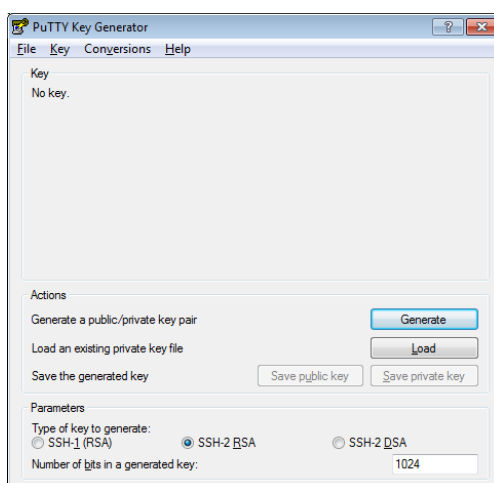 PuTTY Key Generator
File Key Conversions Help
Key
No key.
Actions
Generate a public/private key pair Generate
Load an existing private key file Load
Save the generated key Save public key Save private key
Parameters
Type of key to generate:
SSH-1 (RSA) SSH-2 RSA SSH-2 DSA
Number of bits in a generated key: 1024